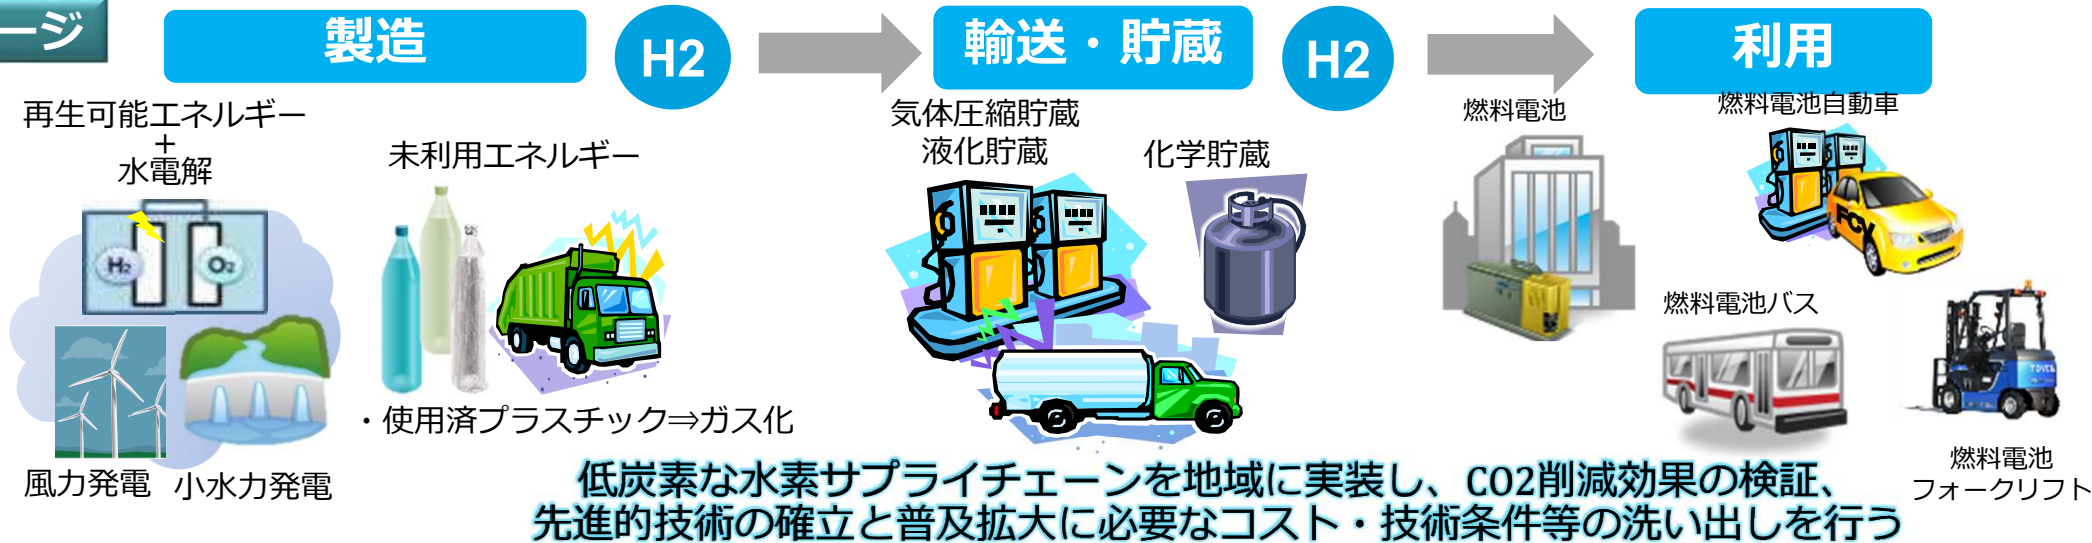 ージ
製造
H2
輸送・貯蔵
H2
利用
再生可能エネルギー
+
水電解
H2
O2
風力発電
小水力発電
未利用エネルギー
・使用済プラスチック⇒ガス化
気体圧縮貯蔵
液化貯蔵
化学貯蔵
燃料電池
燃料電池自動車
FCV
燃料電池バス
燃料電池
フォークリフト
低炭素な水素サプライチェーンを地域に実装し、CO2削減効果の検証、
先進的技術の確立と普及拡大に必要なコスト・技術条件等の洗い出しを行う